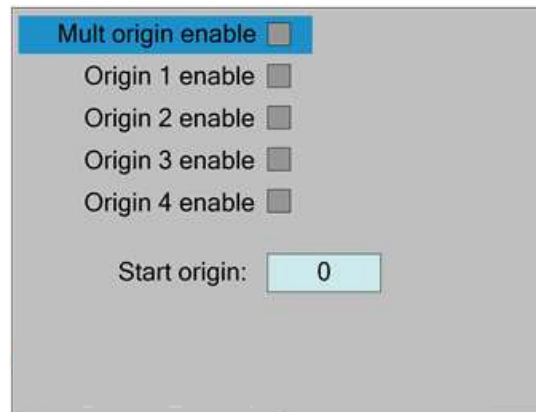 Mult origin enable
Origin 1 enable
Origin 2 enable
Origin 3 enable
Origin 4 enable
Start origin: 0